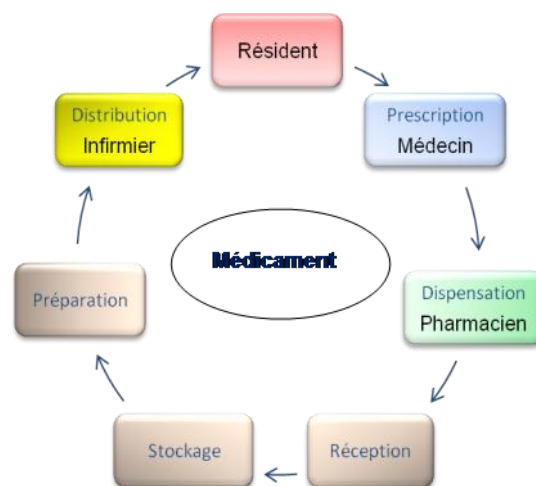 Résident
Prescription
Médecin
Dispensation
Pharmacien
Réception
Stockage
Préparation
Distribution
Infirmier
Médicament